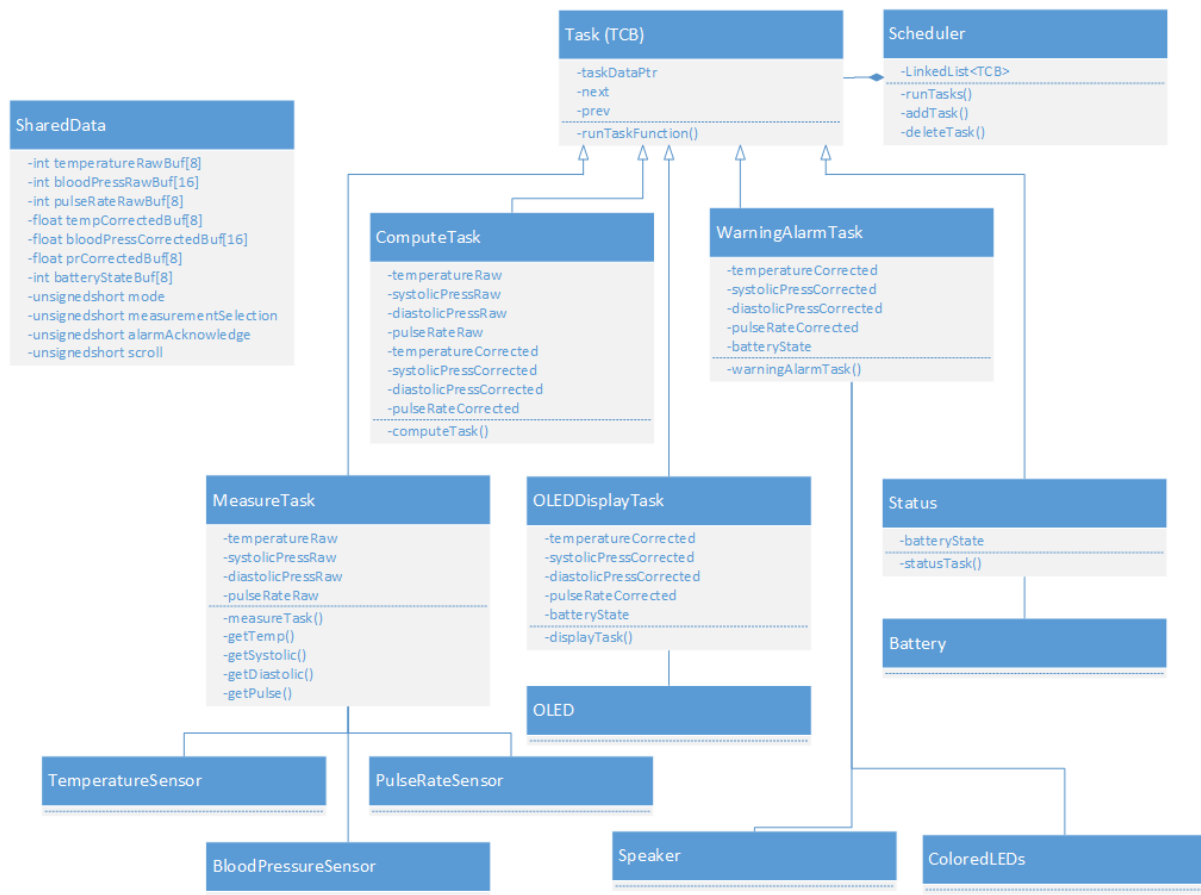 Task (TCB)
-taskDataPtr
-next
-prev
-runTaskFunction()
Scheduler
-LinkedList<TCB>
-runTasks()
-addTask()
-deleteTask()
SharedData
-int temperatureRawBuf[8]
-int bloodPressRawBuf[16]
-int pulseRateRawBuf[8]
-float tempCorrectedBuf[8]
-float bloodPressCorrectedBuf[16]
-float prCorrectedBuf[8]
-int batteryStateBuf[8]
-unsignedshort mode
-unsignedshort measurementSelection
-unsignedshort alarmAcknowledge
-unsignedshort scroll
ComputeTask
-temperatureRaw
-systolicPressRaw
-diastolicPressRaw
-pulseRateRaw
-temperatureCorrected
-systolicPressCorrected
-diastolicPressCorrected
-pulseRateCorrected
-computeTask()
WarningAlarmTask
-temperatureCorrected
-systolicPressCorrected
-diastolicPressCorrected
-pulseRateCorrected
-batteryState
-warningAlarmTask()
MeasureTask
-temperatureRaw
-systolicPressRaw
-diastolicPressRaw
-pulseRateRaw
-measureTask()
-getTemp()
-getSystolic()
-getDiastolic()
-getPulse()
OLEDDisplayTask
-temperatureCorrected
-systolicPressCorrected
-diastolicPressCorrected
-pulseRateCorrected
-batteryState
-displayTask()
Status
-batteryState
-statusTask()
Battery
OLED
TemperatureSensor
PulseRateSensor
BloodPressureSensor
Speaker
ColoredLEDs